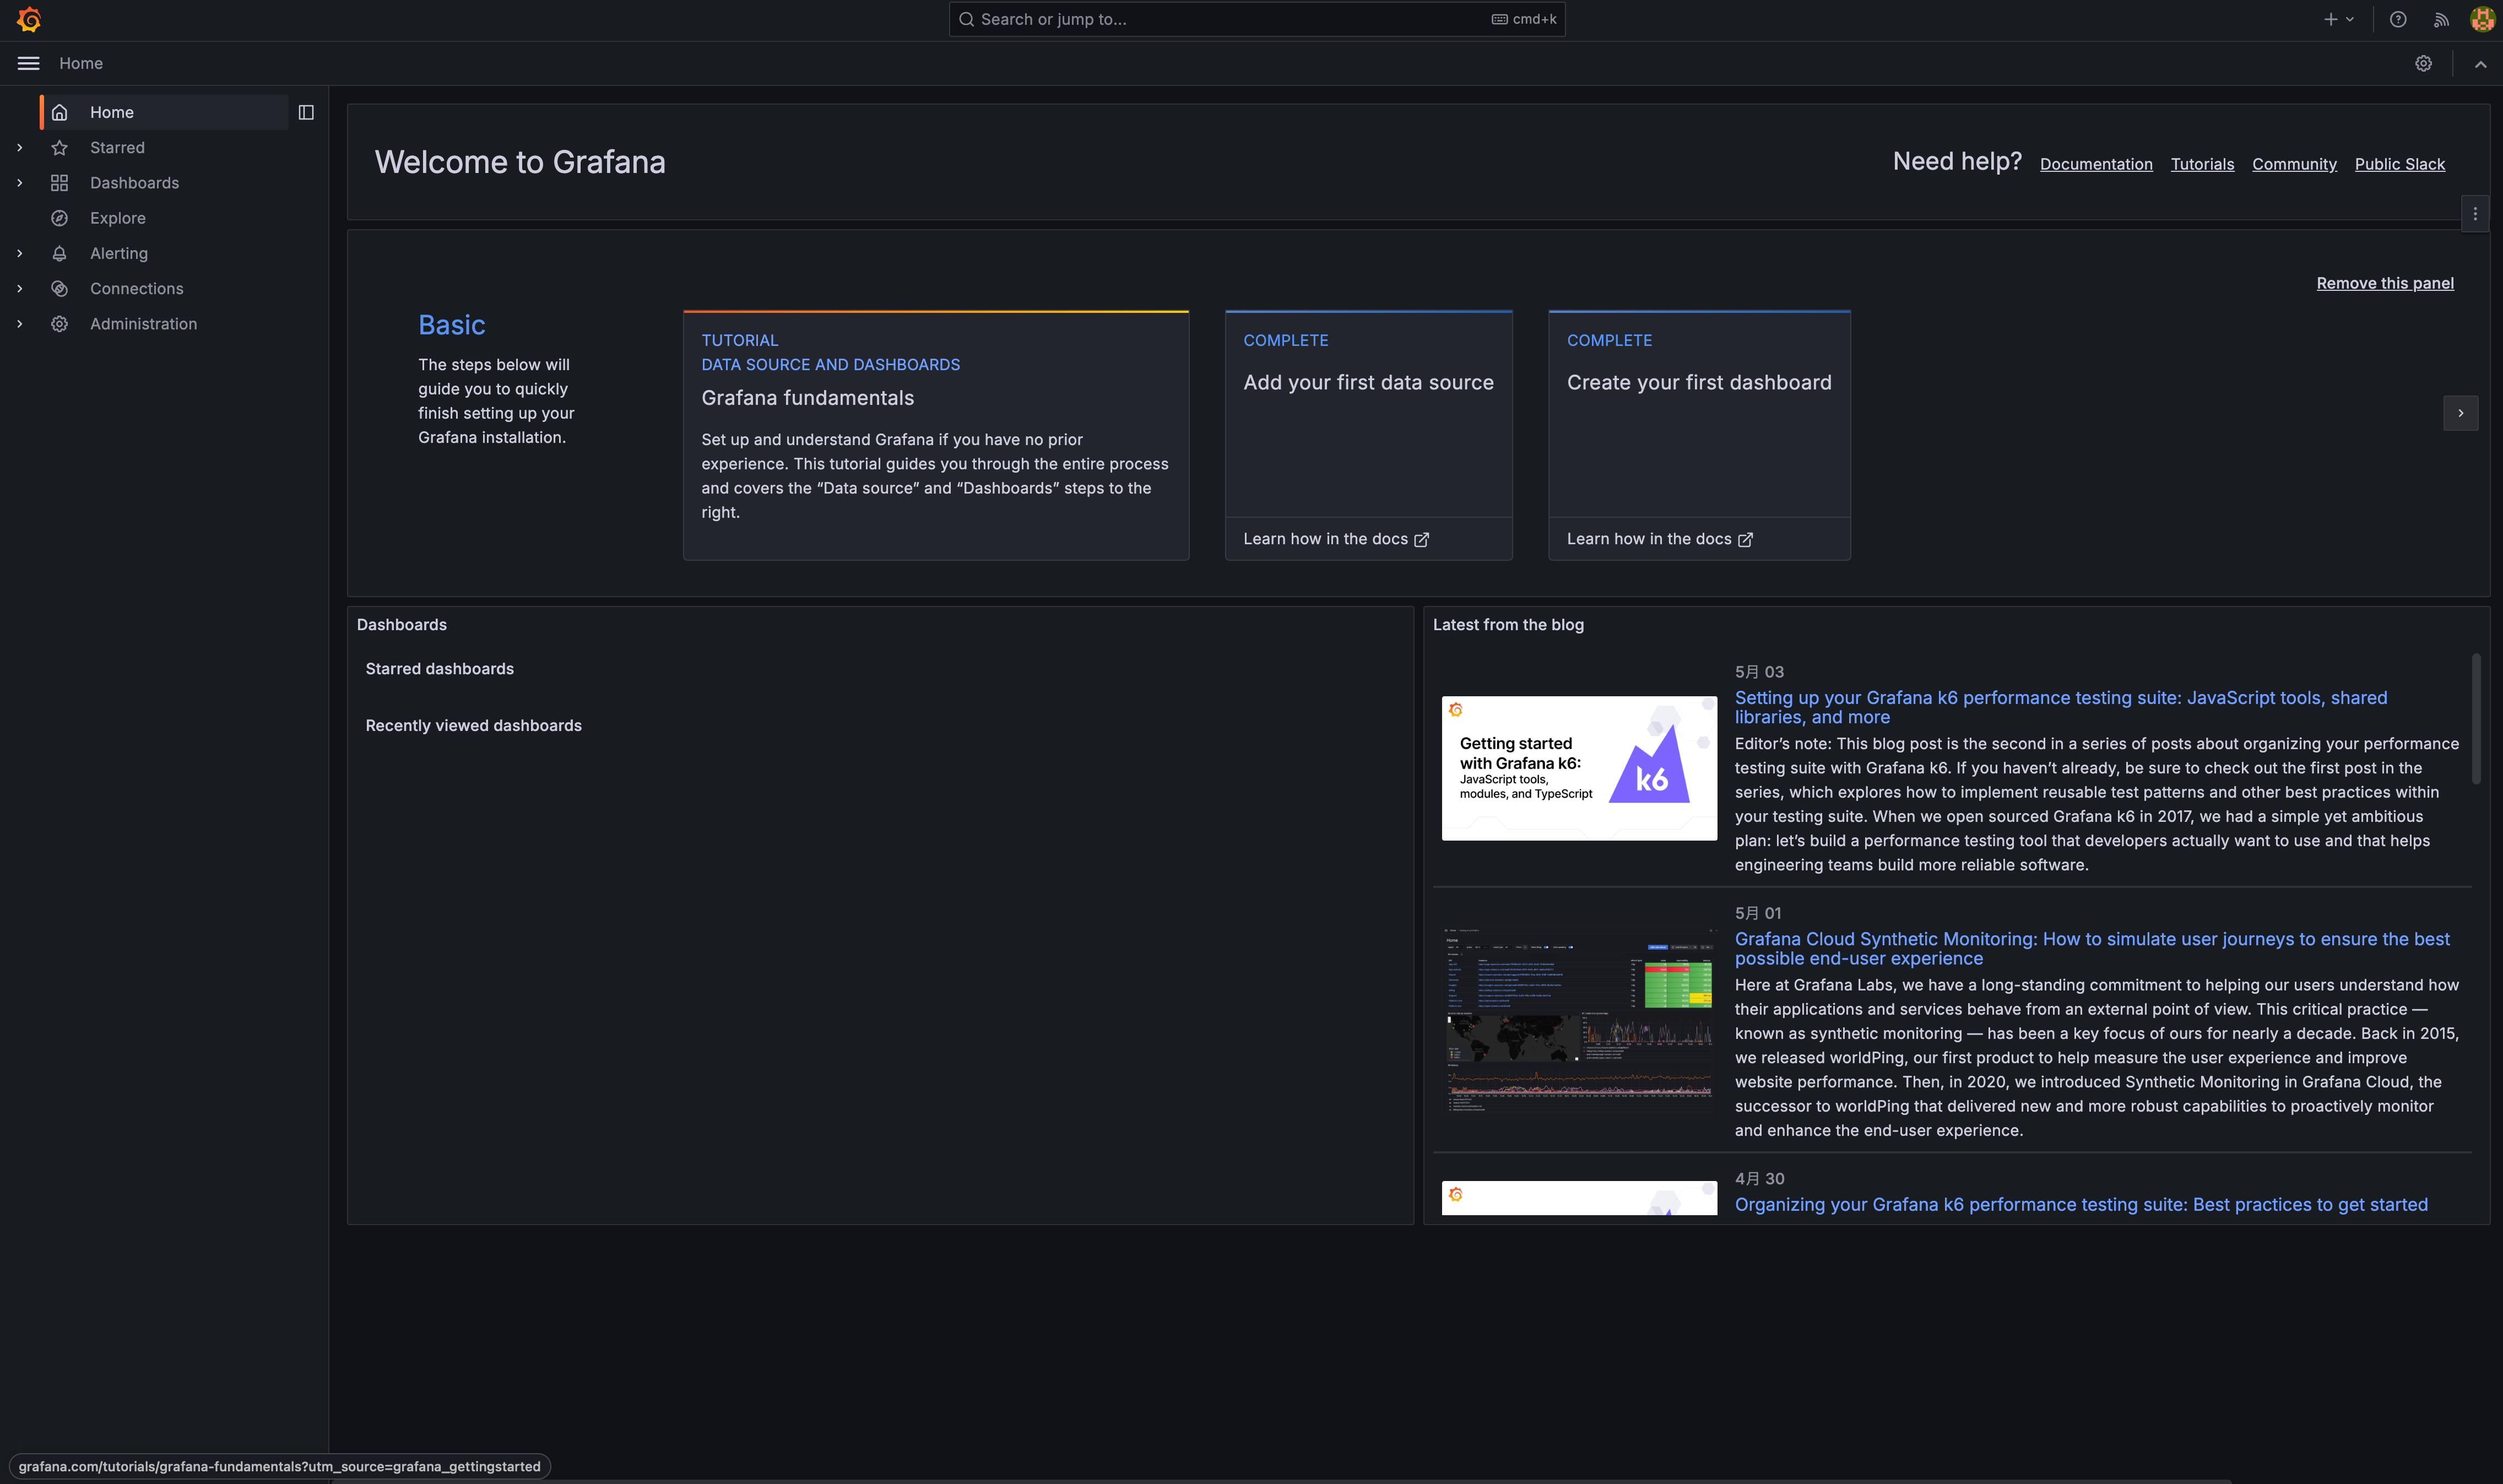 Search or jump to...
cmd+k
Home
Home
Starred
Dashboards
Explore
Alerting
Connections
Administration
Welcome to Grafana
Need help?
Documentation
Tutorials
Community
Public Slack
Remove this panel
Basic
The steps below will
guide you to quickly
finish setting up your
Grafana installation.
TUTORIAL
DATA SOURCE AND DASHBOARDS
Grafana fundamentals
Set up and understand Grafana if you have no prior
experience. This tutorial guides you through the entire process
and covers the “Data source” and “Dashboards” steps to the
right.
COMPLETE
Add your first data source
Learn how in the docs
COMPLETE
Create your first dashboard
Learn how in the docs
Dashboards
Starred dashboards
Recently viewed dashboards
Latest from the blog
Getting started
with Grafana k6:
JavaScript tools,
modules, and TypeScript
k6
5月 03
Setting up your Grafana k6 performance testing suite: JavaScript tools, shared
libraries, and more
Editor’s note: This blog post is the second in a series of posts about organizing your performance
testing suite with Grafana k6. If you haven’t already, be sure to check out the first post in the
series, which explores how to implement reusable test patterns and other best practices within
your testing suite. When we open sourced Grafana k6 in 2017, we had a simple yet ambitious
plan: let’s build a performance testing tool that developers actually want to use and that helps
engineering teams build more reliable software.
5月 01
Grafana Cloud Synthetic Monitoring: How to simulate user journeys to ensure the best
possible end-user experience
Here at Grafana Labs, we have a long-standing commitment to helping our users understand how
their applications and services behave from an external point of view. This critical practice —
known as synthetic monitoring — has been a key focus of ours for nearly a decade. Back in 2015,
we released worldPing, our first product to help measure the user experience and improve
website performance. Then, in 2020, we introduced Synthetic Monitoring in Grafana Cloud, the
successor to worldPing that delivered new and more robust capabilities to proactively monitor
and enhance the end-user experience.
4月 30
Organizing your Grafana k6 performance testing suite: Best practices to get started
grafana.com/tutorials/grafana-fundamentals?utm_source=grafana_gettingstarted